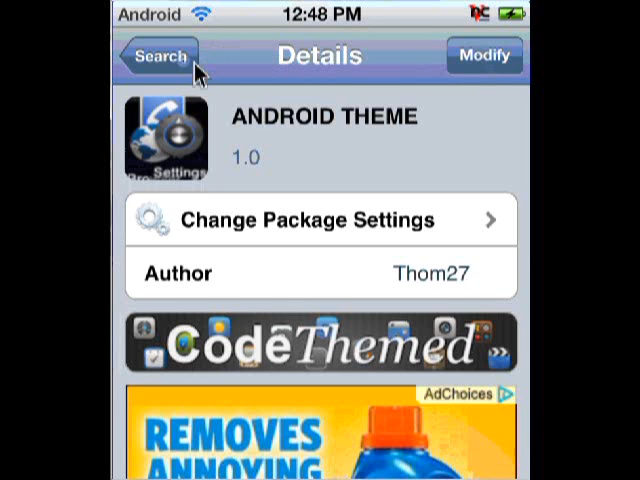 Android 12:48 PM
Search Details Modify
ANDROID THEME
1.0
Settings
Change Package Settings
Author Thom27
CodeThemed
AdChoices
REMOVES
ANNOYING